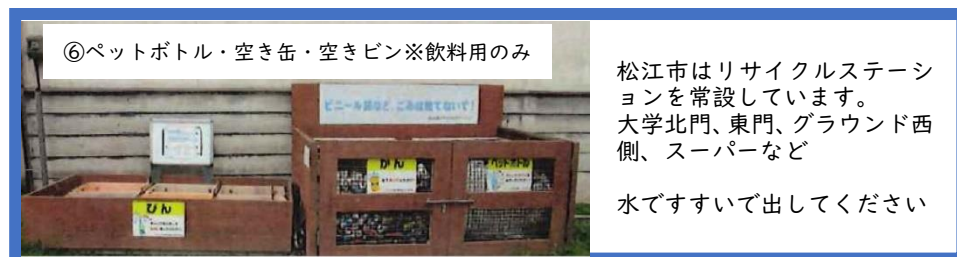 ⑥ペットボトル・空き缶・空きビン※飲料用のみ
ビニール袋など、ごみは捨てないで!
かん
ペットボトル
びん
松江市はリサイクルステーシ
ョンを常設しています。
大学北門、東門、グラウンド西
側、スーパーなど
水ですすいで出してください